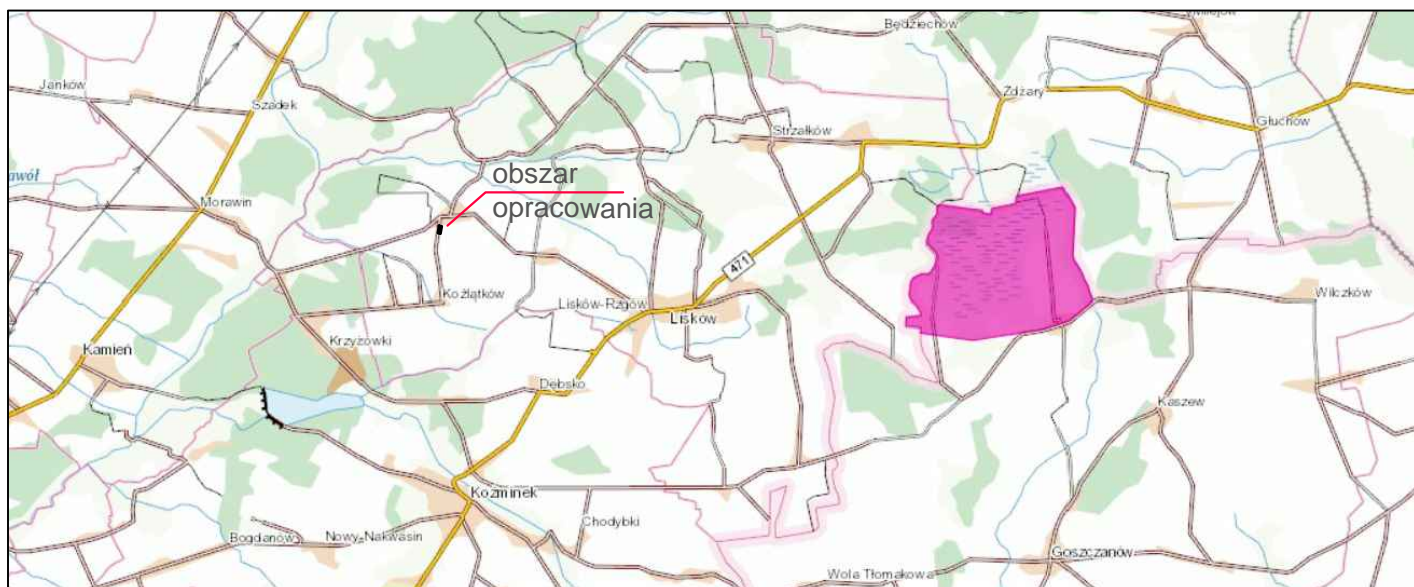 Będziechów
Janków
Szadek
Żdżary
Głuchów
Strzałków
obszar
opracowania
Morawin
471
Koźlątków
Lisków-Rzgów
Lisków
Wilczków
Krzyżówki
Kamień
Dębsko
Kaszew
Koźminek
Chodybki
Bogdanów
Nowy-Nakwasin
Goszczanów
Wola Tłomakowa